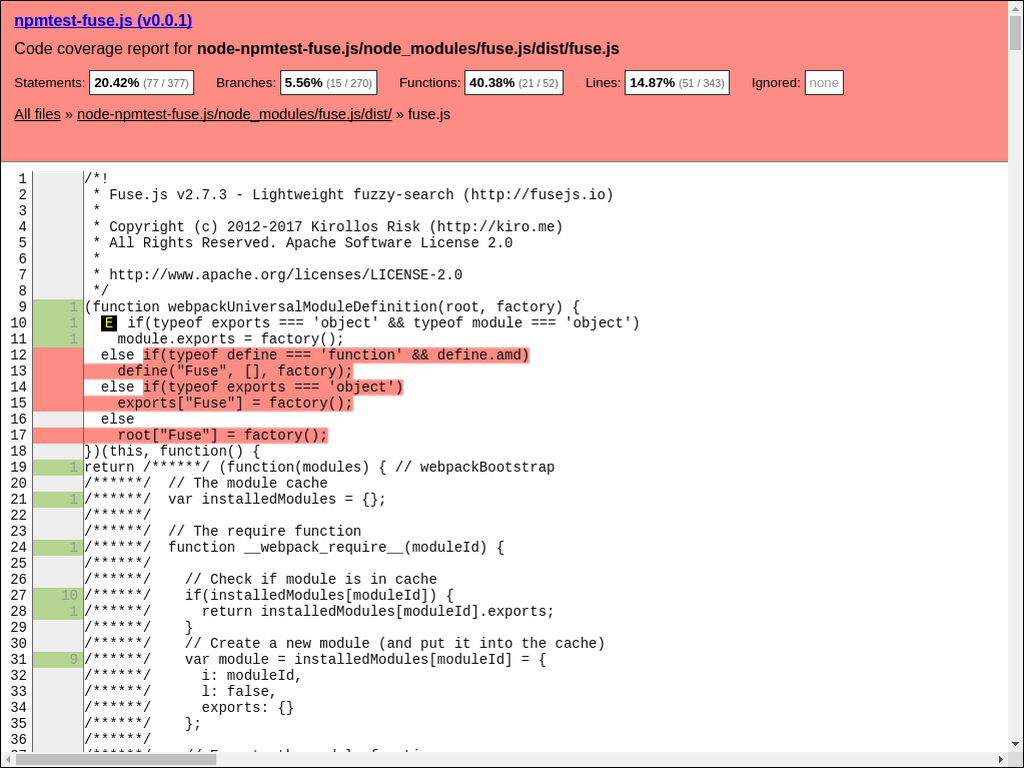 npmtest-fuse.js (v0.0.1)
Code coverage report for node-npmtest-fuse.js/node_modules/fuse.js/dist/fuse.js
Statements: 20.42% (77 / 377) Branches: 5.56% (15 / 270) Functions: 40.38% (21 / 52) Lines: 14.87% (51 / 343) Ignored: none
All files » node-npmtest-fuse.js/node_modules/fuse.js/dist/ » fuse.js
1 /*!
2  * Fuse.js v2.7.3 - Lightweight fuzzy-search (http://fusejs.io)
3  *
4  * Copyright (c) 2012-2017 Kirollos Risk (http://kiro.me)
5  * All Rights Reserved. Apache Software License 2.0
6  *
7  * http://www.apache.org/licenses/LICENSE-2.0
8  */
9 1 (function webpackUniversalModuleDefinition(root, factory) {
10 1 E if(typeof exports === 'object' && typeof module === 'object')
11 1 module.exports = factory();
12 else if(typeof define === 'function' && define.amd)
13 define("Fuse", [], factory);
14 else if(typeof exports === 'object')
15 exports["Fuse"] = factory();
16 else
17 root["Fuse"] = factory();
18 })(this, function() {
19 1 return /******/ (function(modules) { // webpackBootstrap
20 /******/ // The module cache
21 1 /******/ var installedModules = {};
22 /******/
23 /******/ // The require function
24 1 /******/ function __webpack_require__(moduleId) {
25 /******/
26 /******/ // Check if module is in cache
27 10 /******/ if(installedModules[moduleId]) {
28 1 /******/ return installedModules[moduleId].exports;
29 /******/ }
30 /******/ // Create a new module (and put it into the cache)
31 9 /******/ var module = installedModules[moduleId] = {
32 /******/ i: moduleId,
33 /******/ l: false,
34 /******/ exports: {}
35 /******/ };
36 /******/